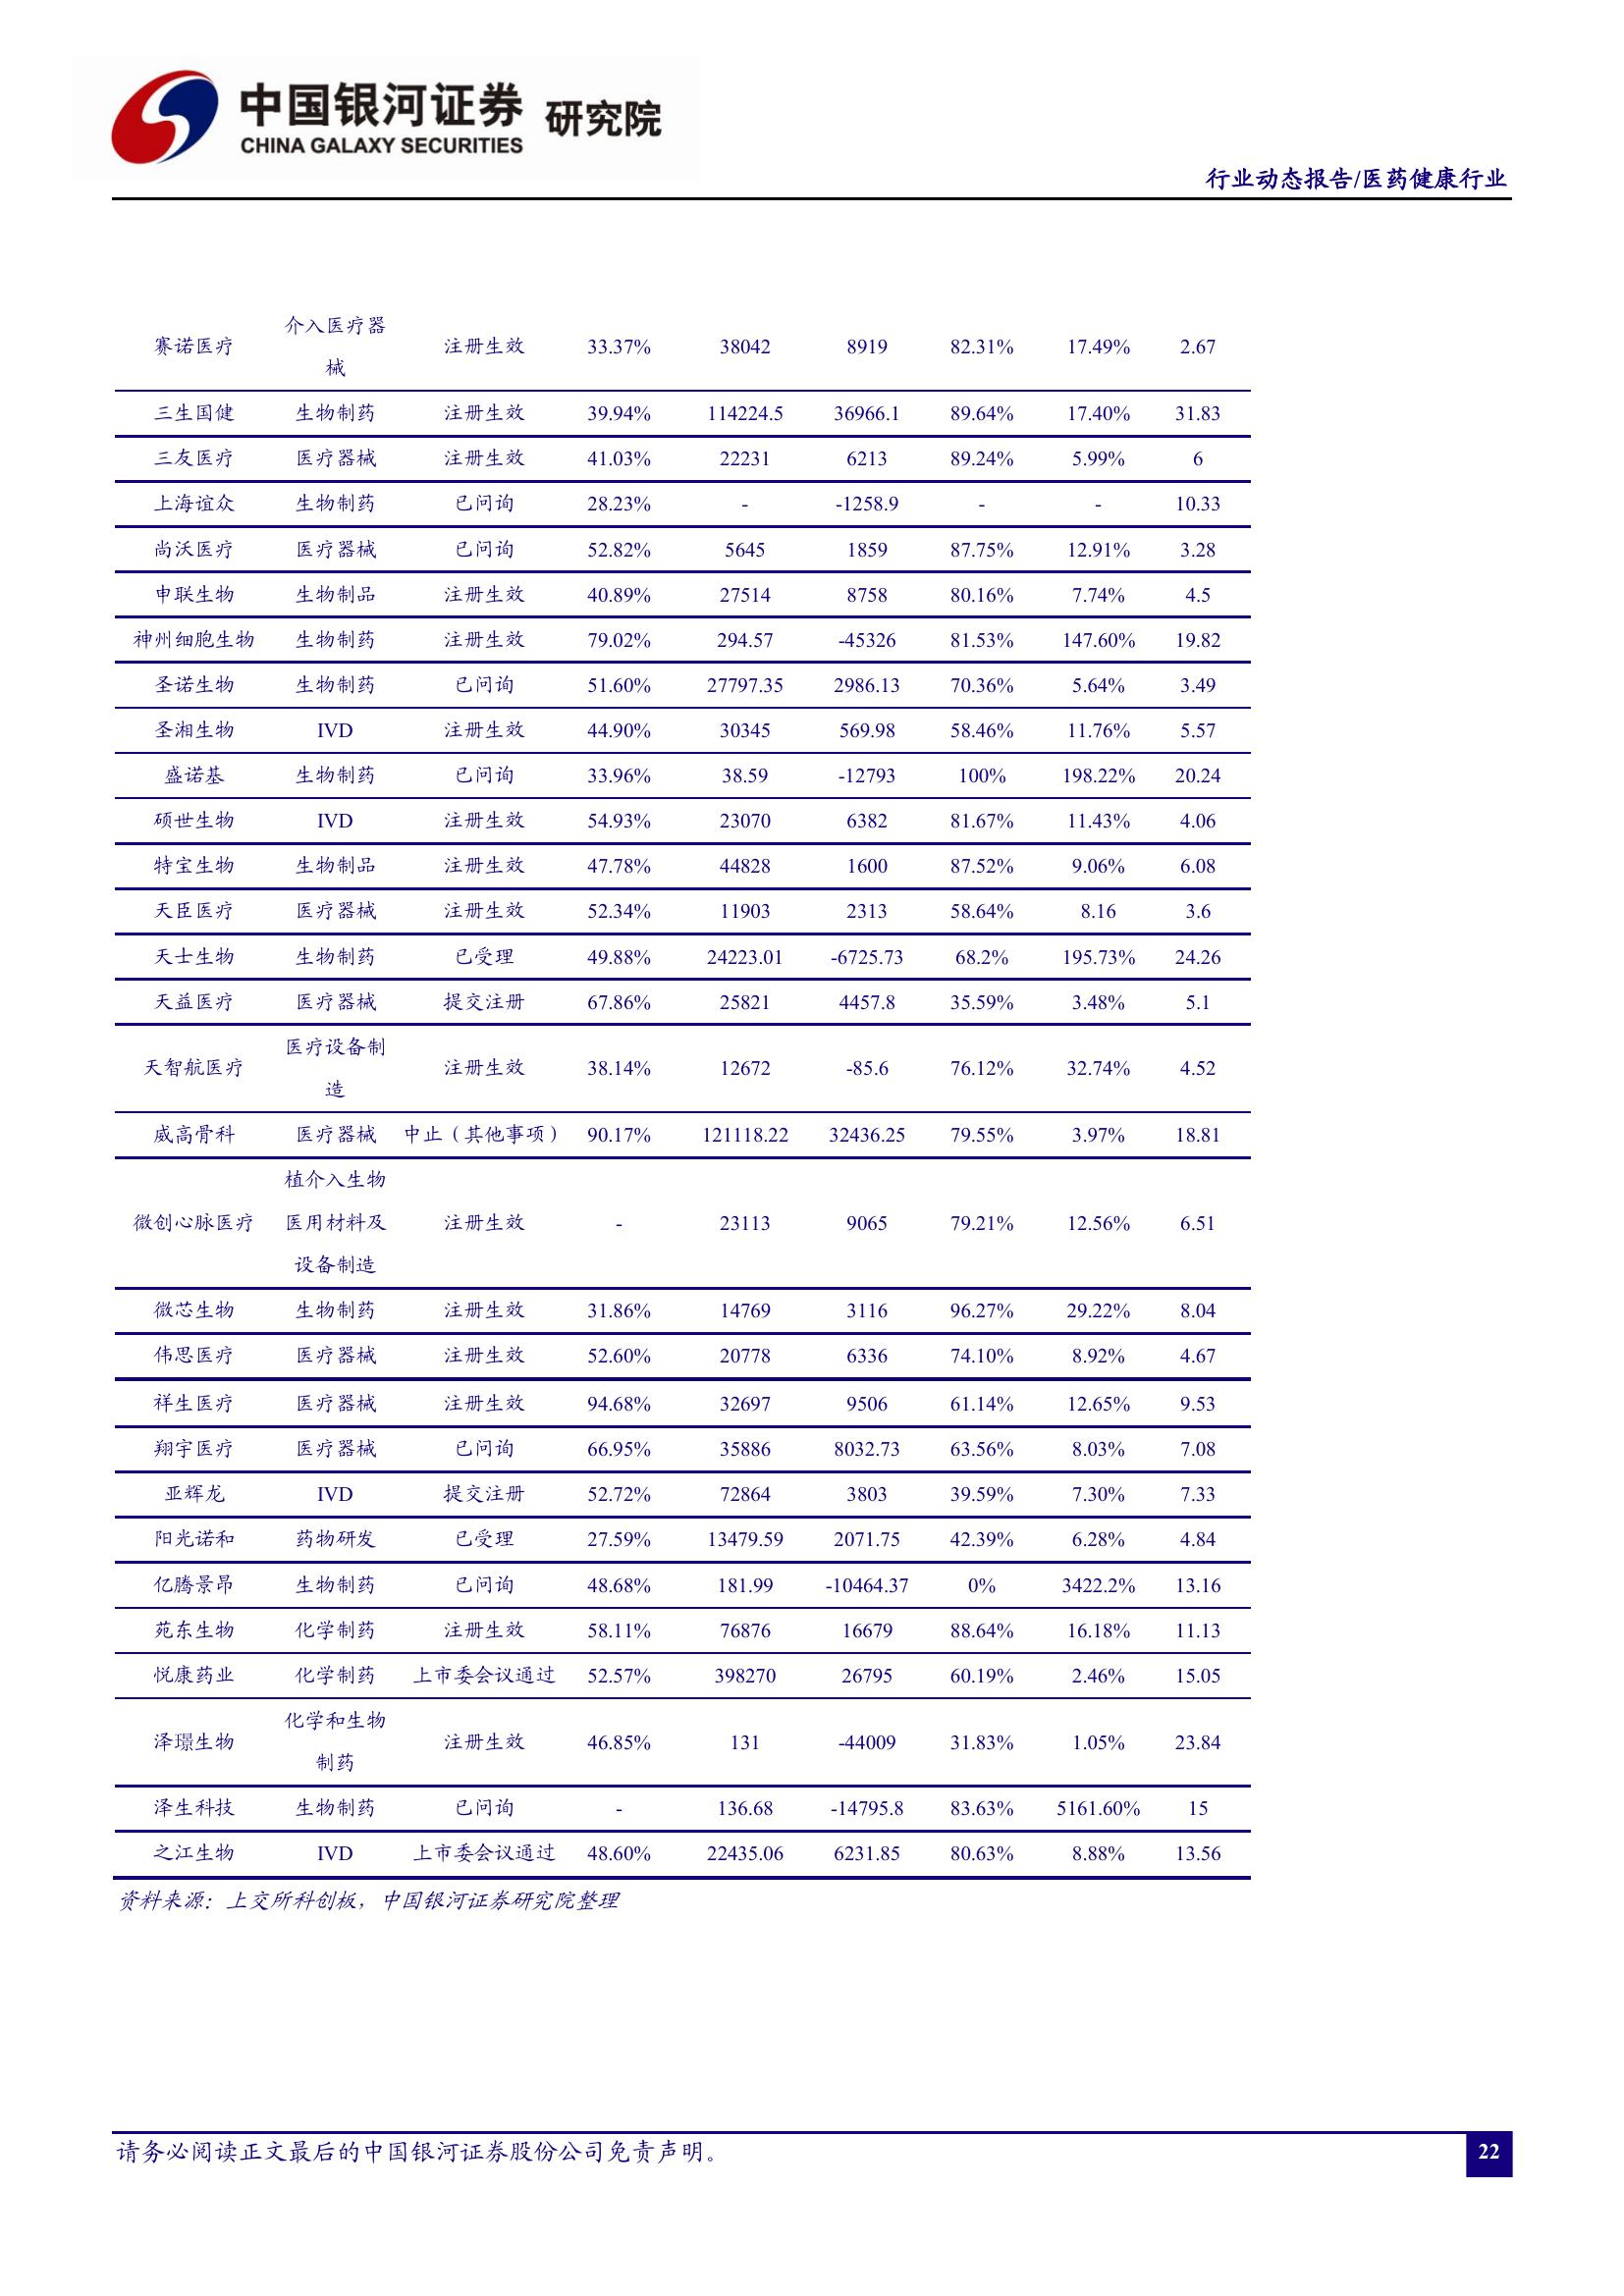 中国银河证券 研究院
CHINA GALAXY SECURITIES
行业动态报告/医药健康行业
赛诺医疗 介入医疗器械 注册生效 33.37% 38042 8919 82.31% 17.49% 2.67
三生国健 生物制药 注册生效 39.94% 114224.5 36966.1 89.64% 17.40% 31.83
三友医疗 医疗器械 注册生效 41.03% 22231 6213 89.24% 5.99% 6
上海谊众 生物制药 已问询 28.23% - -1258.9 - - 10.33
尚沃医疗 医疗器械 已问询 52.82% 5645 1859 87.75% 12.91% 3.28
申联生物 生物制品 注册生效 40.89% 27514 8758 80.16% 7.74% 4.5
神州细胞生物 生物制药 注册生效 79.02% 294.57 -45326 81.53% 147.60% 19.82
圣诺生物 生物制药 已问询 51.60% 27797.35 2986.13 70.36% 5.64% 3.49
圣湘生物 IVD 注册生效 44.90% 30345 569.98 58.46% 11.76% 5.57
盛诺基 生物制药 已问询 33.96% 38.59 -12793 100% 198.22% 20.24
硕世生物 IVD 注册生效 54.93% 23070 6382 81.67% 11.43% 4.06
特宝生物 生物制品 注册生效 47.78% 44828 1600 87.52% 9.06% 6.08
天臣医疗 医疗器械 注册生效 52.34% 11903 2313 58.64% 8.16 3.6
天士生物 生物制药 已受理 49.88% 24223.01 -6725.73 68.2% 195.73% 24.26
天益医疗 医疗器械 提交注册 67.86% 25821 4457.8 35.59% 3.48% 5.1
天智航医疗 医疗设备制造 注册生效 38.14% 12672 -85.6 76.12% 32.74% 4.52
威高骨科 医疗器械 中止（其他事项） 90.17% 121118.22 32436.25 79.55% 3.97% 18.81
微创心脉医疗 植介入生物医用材料及设备制造 注册生效 - 23113 9065 79.21% 12.56% 6.51
微芯生物 生物制药 注册生效 31.86% 14769 3116 96.27% 29.22% 8.04
伟思医疗 医疗器械 注册生效 52.60% 20778 6336 74.10% 8.92% 4.67
祥生医疗 医疗器械 注册生效 94.68% 32697 9506 61.14% 12.65% 9.53
翔宇医疗 医疗器械 已问询 66.95% 35886 8032.73 63.56% 8.03% 7.08
亚辉龙 IVD 提交注册 52.72% 72864 3803 39.59% 7.30% 7.33
阳光诺和 药物研发 已受理 27.59% 13479.59 2071.75 42.39% 6.28% 4.84
亿腾景昂 生物制药 已问询 48.68% 181.99 -10464.37 0% 3422.2% 13.16
苑东生物 化学制药 注册生效 58.11% 76876 16679 88.64% 16.18% 11.13
悦康药业 化学制药 上市委会议通过 52.57% 398270 26795 60.19% 2.46% 15.05
泽璟生物 化学和生物制药 注册生效 46.85% 131 -44009 31.83% 1.05% 23.84
泽生科技 生物制药 已问询 - 136.68 -14795.8 83.63% 5161.60% 15
之江生物 IVD 上市委会议通过 48.60% 22435.06 6231.85 80.63% 8.88% 13.56
资料来源：上交所科创板，中国银河证券研究院整理
请务必阅读正文最后的中国银河证券股份公司免责声明。
22